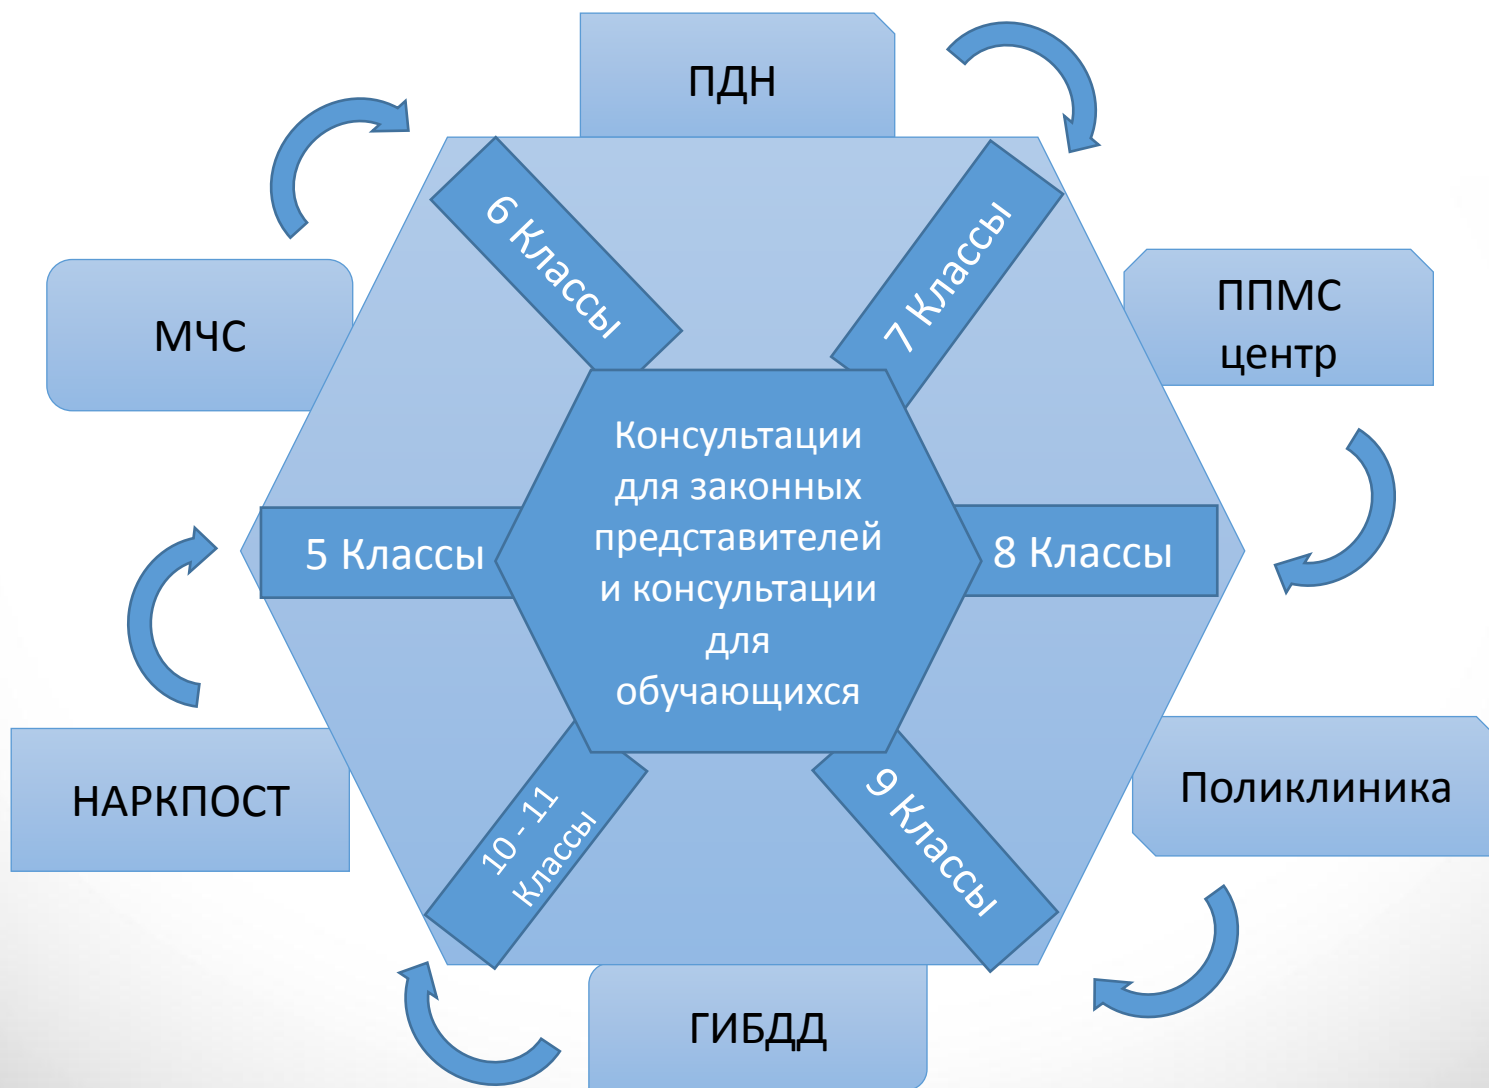 ПДН
6 Классы
7 Классы
МЧС
ППМС
центр
Консультации
для законных
представителей
и консультации
для
обучающихся
5 Классы
8 Классы
НАРКПОСТ
Поликлиника
10 - 11
Классы
9 Классы
ГИБДД